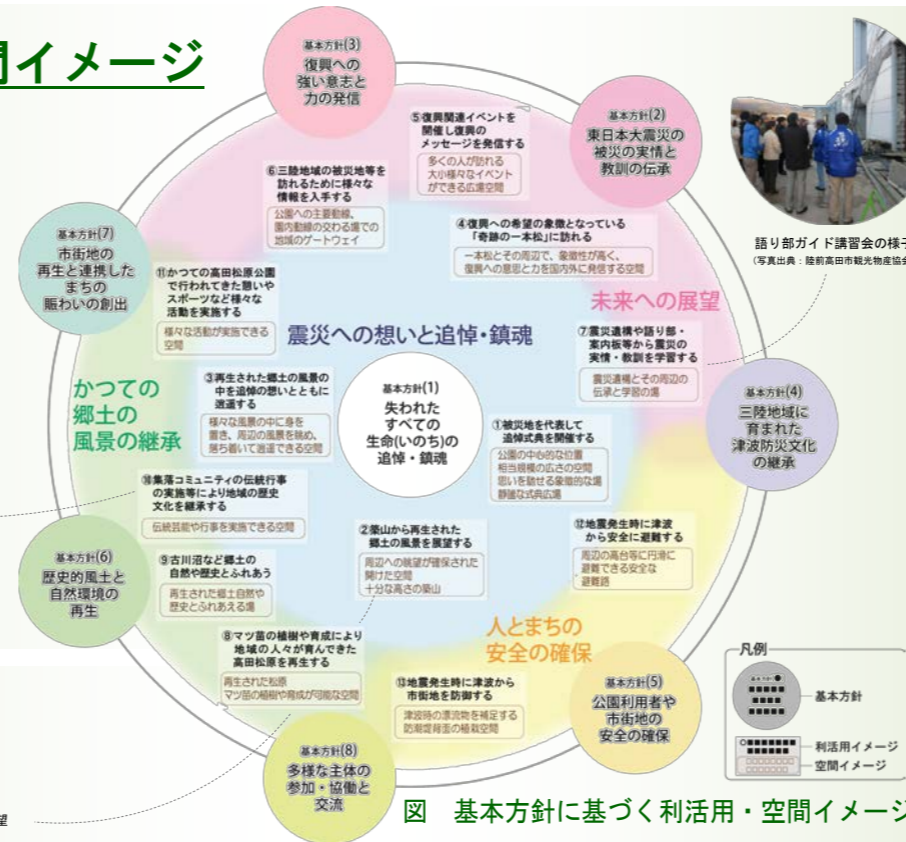 間イメージ
基本方針(3)
復興への
強い意志と
力の発信
基本方針(2)
東日本大震災の
被災の実情と
教訓の伝承
語り部ガイド講習会の様子
(写真出典：陸前高田市観光物産協会
⑤復興関連イベントを
開催し復興の
メッセージを発信する
多くの人が訪れる
大小様々なイベント
ができる広場空間
⑥三陸地域の被災地等を
訪れるために様々な
情報を入手する
公園への主要動線、
園内動線の交わる場での
地域のゲートウェイ
④復興への希望の象徴となっている
「奇跡の一本松」に訪れる
一本松とその周辺で、象徴性が高く、
復興への意思と力を国内外に発信する空間
基本方針(7)
市街地の
再生と連携した
まちの
賑わいの創出
⑪かつての高田松原公園
で行われてきた憩いや
スポーツなど様々な
活動を実施する
様々な活動が実施できる
空間
未来への展望
震災への想いと追悼・鎮魂
⑦震災遺構や語り部・
案内板等から震災の
実情・教訓を学習する
震災遺構とその周辺の
伝承と学習の場
かつての
郷土の
風景の継承
③再生された郷土の風景の
中を追悼の想いとともに
逍遥する
様々な風景の中に身を
置き、周辺の風景を眺め、
落ち着いて逍遥できる空間
基本方針(1)
失われた
すべての
生命(いのち)の
追悼・鎮魂
①被災地を代表して
追悼式典を開催する
公園の中心的な位置
相当規模の広さの空間
思いを馳せる象徴的な場
静謐な式典広場
基本方針(4)
三陸地域に
育まれた
津波防災文化
の継承
⑩集落コミュニティの伝統行事
の実施等により地域の歴史
文化を継承する
伝統芸能や行事を実施できる空間
②築山から再生された
郷土の風景を展望する
周辺への眺望が確保された
開けた空間
十分な高さの築山
⑫地震発生時に津波
から安全に避難する
周辺の高台等に円滑に
避難できる安全な
避難路
基本方針(6)
歴史的風土と
自然環境の
再生
⑨古川沼など郷土の
自然や歴史とふれあう
再生された郷土自然や
歴史とふれあえる場
人とまちの
安全の確保
⑧マツ苗の植樹や育成により
地域の人々が育んできた
高田松原を再生する
再生された松原
マツ苗の植樹や育成が可能な空間
⑬地震発生時に津波から
市街地を防御する
津波時の漂流物を補足する
防潮堤背面の植栽空間
基本方針(5)
公園利用者や
市街地の
安全の確保
基本方針(8)
多様な主体の
参加・協働と
交流
凡例
基本方針
利活用イメージ
空間イメージ
望
図　基本方針に基づく利活用・空間イメージ